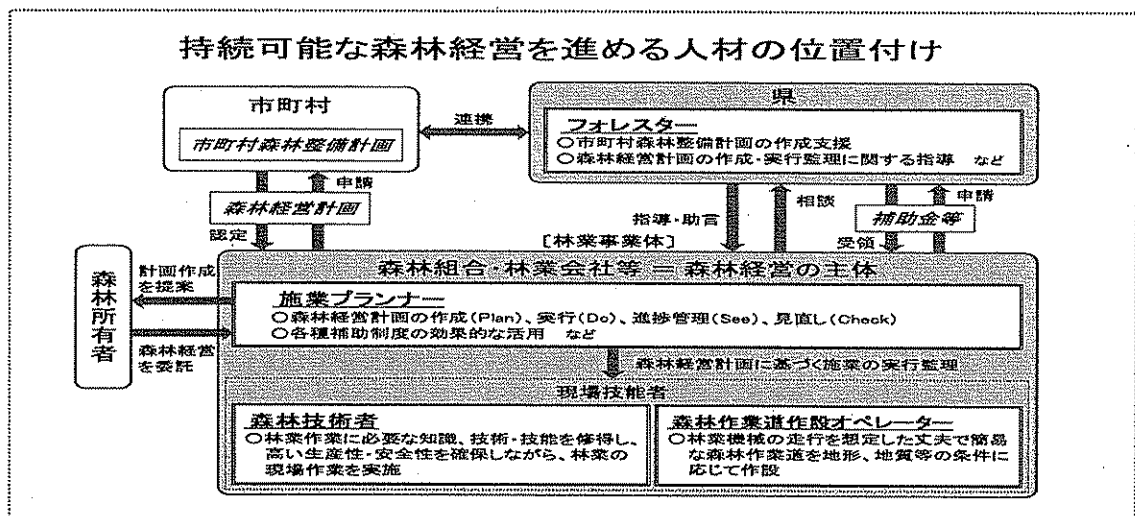 持続可能な森林経営を進める人材の位置付け
市町村
市町村森林整備計画
連携
県
フォレスター
○市町村森林整備計画の作成支援
○森林経営計画の作成・実行監理に関する指導 など
申請
森林経営計画
認定
指導・助言
相談
申請
補助金等
受領
[林業事業体]
森林所有者
計画作成
を提案
森林経営
を委託
森林組合・林業会社等 = 森林経営の主体
施業プランナー
○森林経営計画の作成(Plan)、実行(Do)、進捗管理(See)、見直し(Check)
○各種補助制度の効果的な活用 など
森林経営計画に基づく施業の実行監理
現場技能者
森林技術者
○林業作業に必要な知識、技術・技能を修得し、
高い生産性・安全性を確保しながら、林業の
現場作業を実施
森林作業道作設オペレーター
○林業機械の走行を想定した丈夫で簡易
な森林作業道を地形、地質等の条件に
応じて作設